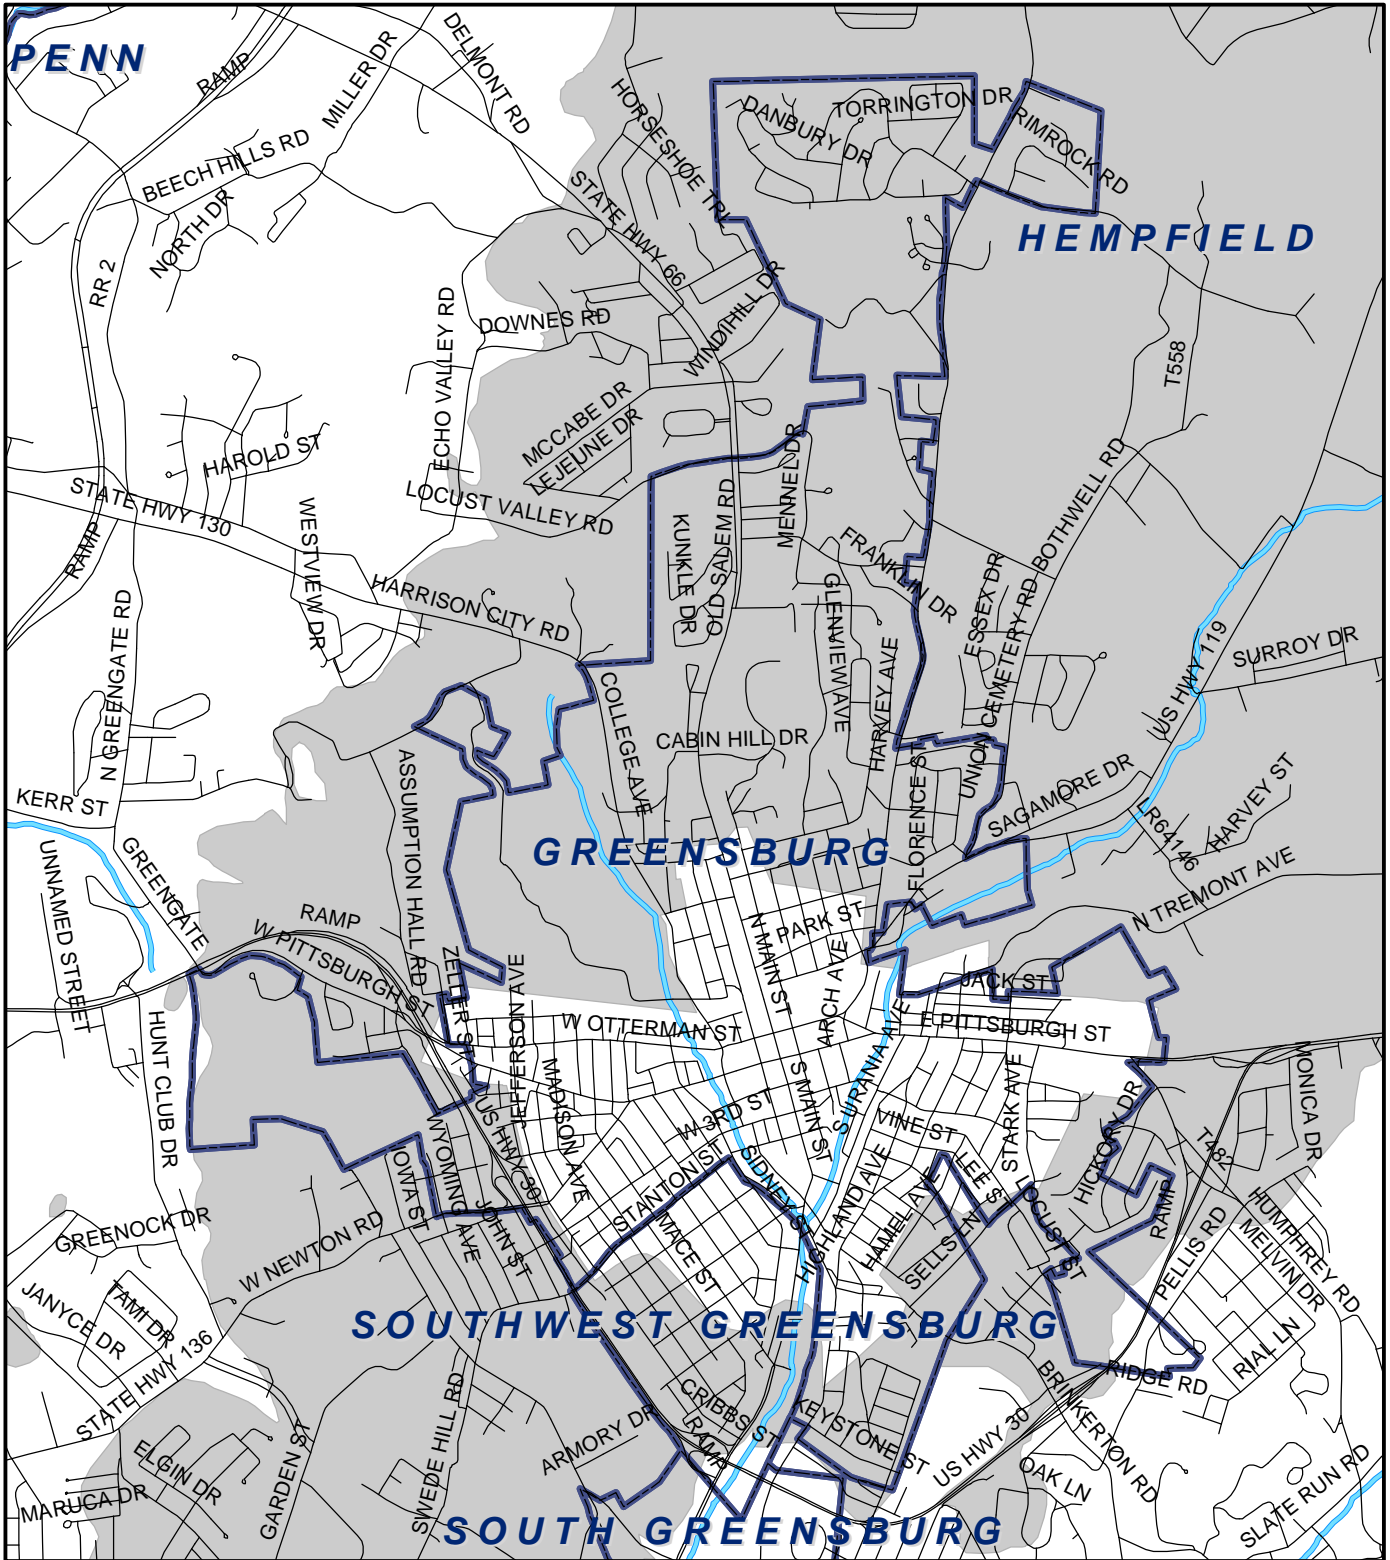 PENN
RAMP
MILLER DR
DELMONT RD
HORSESHOE TRL
DANBURY DR
TORRINGTON DR
RIMROCK RD
BEECH HILLS RD
NORTH DR
STATE HWY 66
HEMPFIELD
RR 2
ECHO VALLEY RD
DOWNES RD
WINDIHILL DR
T558
MCCABE DR
LEJEUNE DR
HAROLD ST
STATE HWY 130
LOCUST VALLEY RD
MENNEL DR
BOTHWELL RD
RAMP
WESTVIEW DR
KUNKLE DR
OLD SALEM RD
FRANKLIN DR
ESSEX DR
HARRISON CITY RD
GLENVIEW AVE
UNION CEMETERY RD
N GREENGATE RD
HARVEY AVE
US HWY 119
SURROY DR
COLLEGE AVE
CABIN HILL DR
FLORENCE ST
ASSUMPTION HALL RD
KERR ST
SAGAMORE DR
LR64146
HARVEY ST
GREENSBURG
UNNAMED STREET
GREENGATE
RAMP
W PITTSBURGH ST
N MAIN ST
PARK ST
N TREMONT AVE
ZELLER ST
JEFFERSON AVE
ARCH AVE
JACK ST
HUNT CLUB DR
W OTTERMAN ST
E PITTSBURGH ST
MADISON AVE
S MAIN ST
S URANIA AVE
STARK AVE
MONICA DR
US HWY 30
W 3RD ST
VINE ST
HICKORY DR
T482
WYOMING AVE
IOWA ST
STANTON ST
SIDNEY ST
LEE ST
LOCUST ST
RAMP
HUMPHREY RD
GREENOCK DR
W NEWTON RD
JOHN ST
MACE ST
HIGHLAND AVE
HAMEL AVE
SELLS LN
PELLIS RD
MELVIN DR
JANYCE DR
TAMI DR
STATE HWY 136
SOUTHWEST GREENSBURG
RIAL LN
RIDGE RD
SWEDE HILL RD
CRIBBS ST
KEYSTONE ST
BRINKERTON RD
ARMORY DR
RAMP
US HWY 30
OAK LN
ELGIN DR
GARDEN ST
MARUCA DR
SLATE RUN RD
SOUTH GREENSBURG